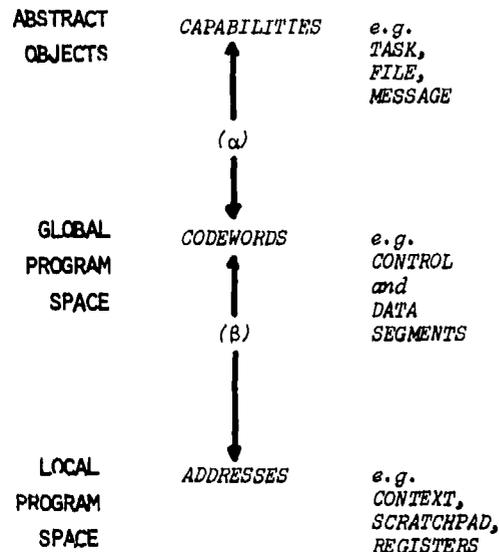 ABSTRACT CAPABILITIES e.g.
OBJECTS TASK,
FILE,
MESSAGE
(α)
GLOBAL CODEWORDS e.g.
PROGRAM CONTROL
SPACE and
DATA
(β) SEGMENTS
LOCAL ADDRESSES e.g.
PROGRAM CONTEXT,
SPACE SCRATCHPAD,
REGISTERS